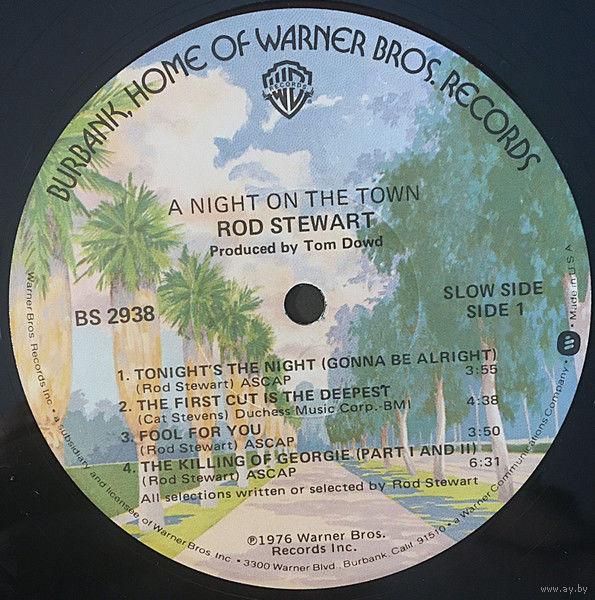 BURBANK, HOME OF WARNER BROS. RECORDS
W
RECORDS
A NIGHT ON THE TOWN
ROD STEWART
Produced by Tom Dowd
BS 2938
SLOW SIDE
SIDE 1
1. TONIGHT'S THE NIGHT (GONNA BE ALRIGHT) 3:55
(Rod Stewart) ASCAP
2. THE FIRST CUT IS THE DEEPEST 4:38
(Cat Stevens) Duchess Music Corp.-BMI
3. FOOL FOR YOU 3:50
(Rod Stewart) ASCAP
4. THE KILLING OF GEORGIE (PART I AND II) 6:31
(Rod Stewart) ASCAP
All selections written or selected by Rod Stewart
℗1976 Warner Bros.
Records Inc.
Warner Bros. Records Inc. • a subsidiary and licensee of Warner Bros. Inc. • 3300 Warner Blvd., Burbank, Calif. 91510 • a Warner Communications Company • Made in U S A
www.ay.by